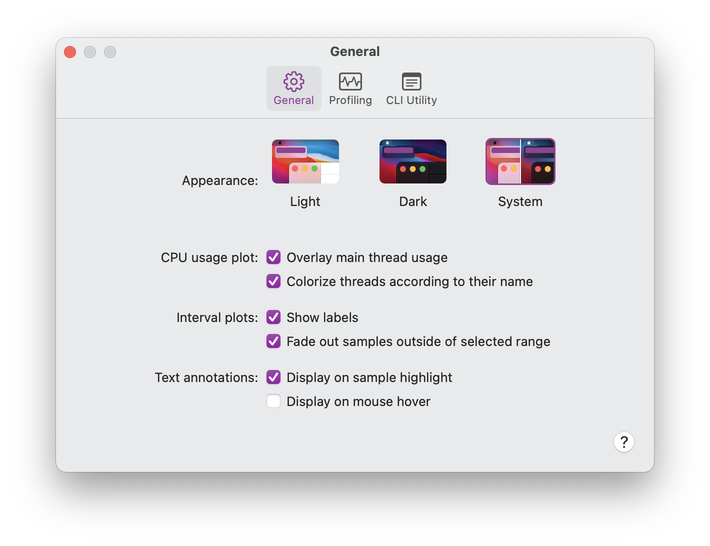 General
General Profiling CLI Utility
Appearance:
Light Dark System
CPU usage plot: Overlay main thread usage
Colorize threads according to their name
Interval plots: Show labels
Fade out samples outside of selected range
Text annotations: Display on sample highlight
Display on mouse hover
?